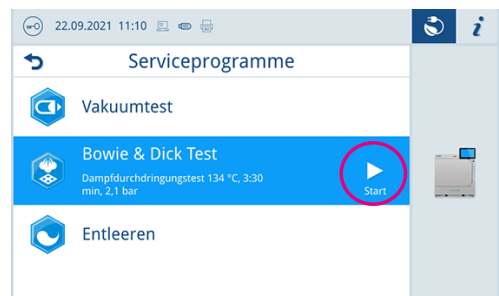 22.09.2021 11:10
i
Serviceprogramme
Vakuumtest
Bowie & Dick Test
Dampfdurchdringungstest 134 °C, 3:30
min, 2,1 bar
Start
Entleeren